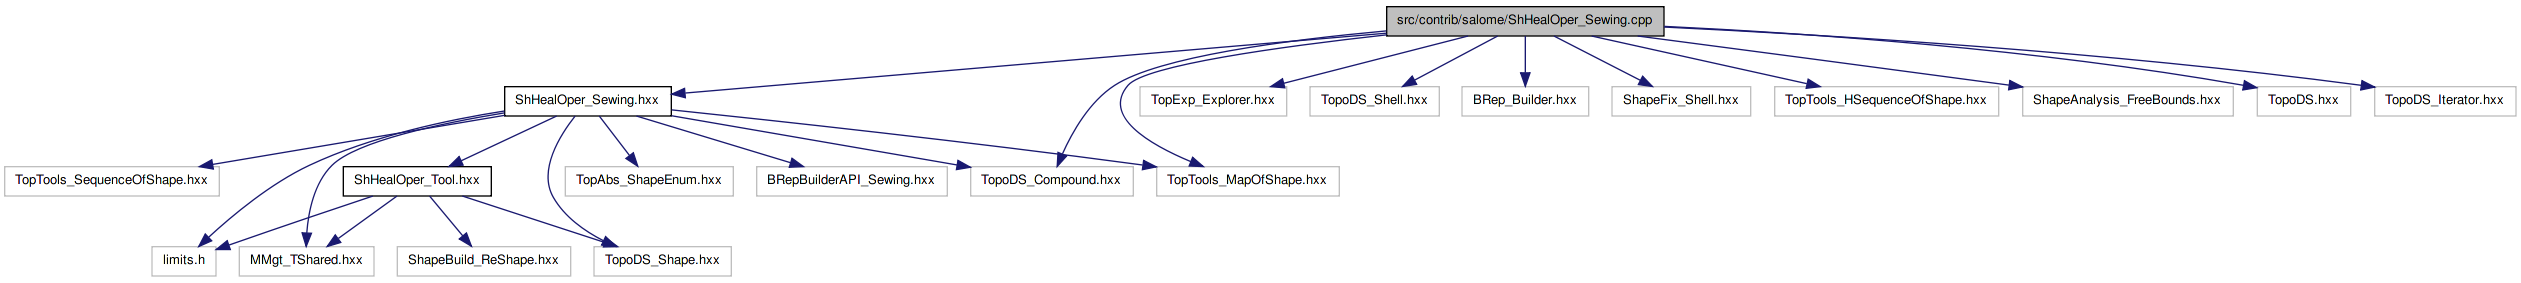 src/contrib/salome/ShHealOper_Sewing.cpp
ShHealOper_Sewing.hxx
TopExp_Explorer.hxx
TopoDS_Shell.hxx
BRep_Builder.hxx
ShapeFix_Shell.hxx
TopTools_HSequenceOfShape.hxx
ShapeAnalysis_FreeBounds.hxx
TopoDS.hxx
TopoDS_Iterator.hxx
TopTools_SequenceOfShape.hxx
ShHealOper_Tool.hxx
TopAbs_ShapeEnum.hxx
BRepBuilderAPI_Sewing.hxx
TopoDS_Compound.hxx
TopTools_MapOfShape.hxx
limits.h
MMgt_TShared.hxx
ShapeBuild_ReShape.hxx
TopoDS_Shape.hxx